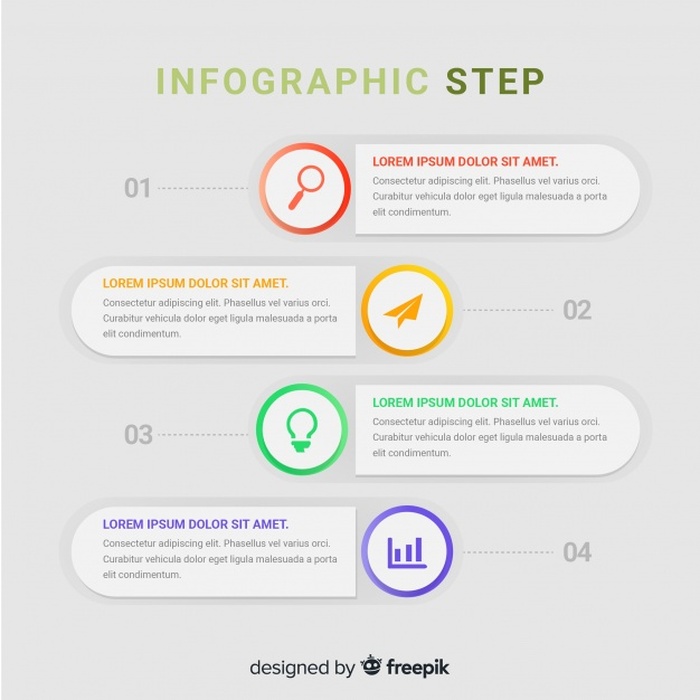 INFOGRAPHIC STEP
01
LOREM IPSUM DOLOR SIT AMET.
Consectetur adipiscing elit. Phasellus vel varius orci.
Curabitur vehicula dolor eget ligula malesuada a porta
elit condimentum.
LOREM IPSUM DOLOR SIT AMET.
Consectetur adipiscing elit. Phasellus vel varius orci.
Curabitur vehicula dolor eget ligula malesuada a porta
elit condimentum.
02
03
LOREM IPSUM DOLOR SIT AMET.
Consectetur adipiscing elit. Phasellus vel varius orci.
Curabitur vehicula dolor eget ligula malesuada a porta
elit condimentum.
LOREM IPSUM DOLOR SIT AMET.
Consectetur adipiscing elit. Phasellus vel varius orci.
Curabitur vehicula dolor eget ligula malesuada a porta
elit condimentum.
04
designed by freepik